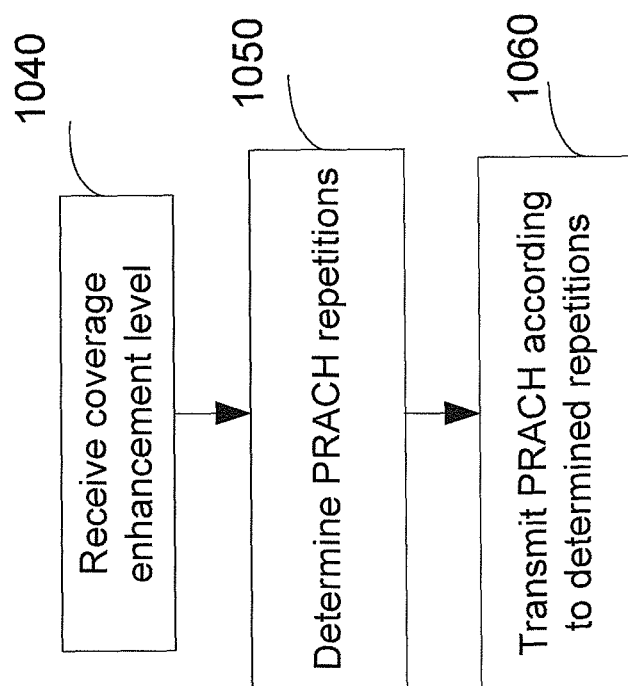 1040
Receive coverage
enhancement level
1050
Determine PRACH repetitions
1060
Transmit PRACH according
to determined repetitions